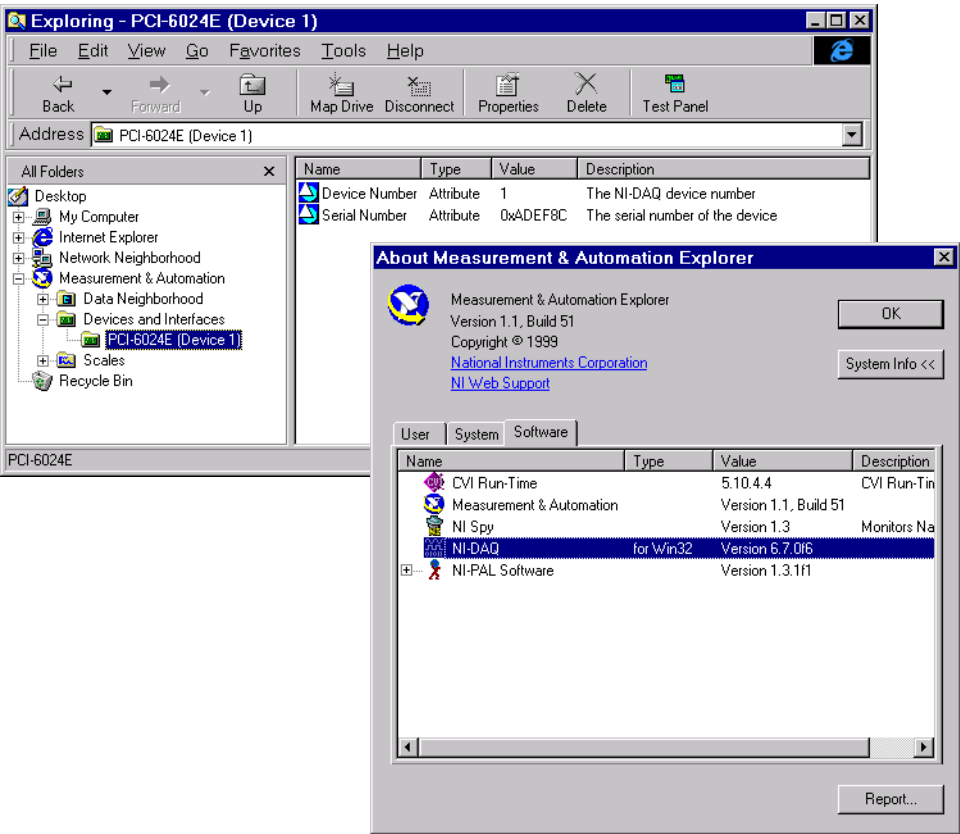 Exploring - PCI-6024E (Device 1)
File Edit View Go Favorites Tools Help
Back Forward Up Map Drive Disconnect Properties Delete Test Panel
Address PCI-6024E (Device 1)
All Folders
Desktop
My Computer
Internet Explorer
Network Neighborhood
Measurement & Automation
Data Neighborhood
Devices and Interfaces
PCI-6024E (Device 1)
Scales
Recycle Bin
Name Type Value Description
Device Number Attribute 1 The NI-DAQ device number
Serial Number Attribute 0xADEF8C The serial number of the device
PCI-6024E
About Measurement & Automation Explorer
Measurement & Automation Explorer
Version 1.1, Build 51
Copyright © 1999
National Instruments Corporation
NI Web Support
OK
System Info <<
User System Software
Name Type Value Description
CVI Run-Time 5.10.4.4 CVI Run-Tin
Measurement & Automation Version 1.1, Build 51
NI Spy Version 1.3 Monitors Na
NI-DAQ for Win32 Version 6.7.0f6
NI-PAL Software Version 1.3.1f1
Report...